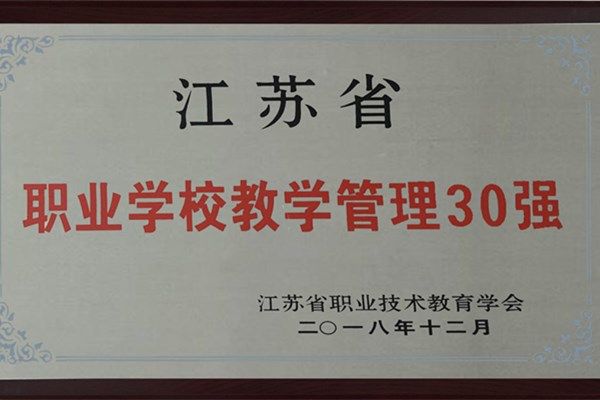 江苏省
职业学校教学管理30强
江苏省职业技术教育学会
二〇一八年十二月